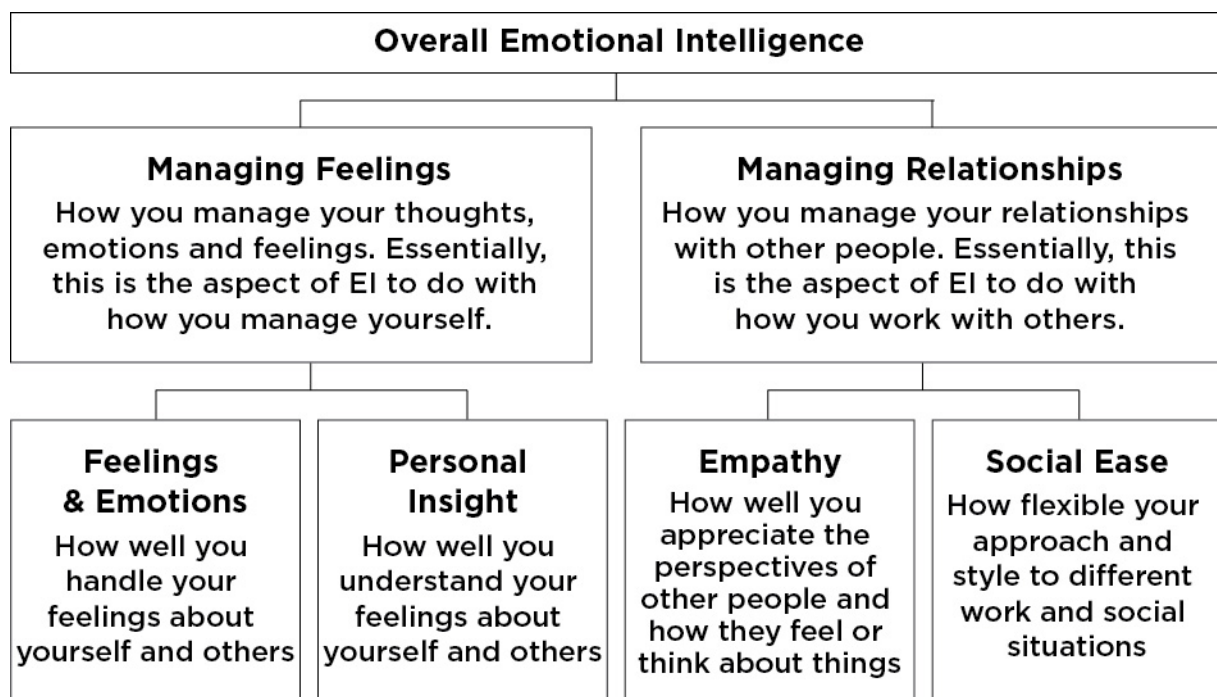 Overall Emotional Intelligence
Managing Feelings
How you manage your thoughts,
emotions and feelings. Essentially,
this is the aspect of EI to do with
how you manage yourself.
Managing Relationships
How you manage your relationships
with other people. Essentially, this
is the aspect of EI to do with
how you work with others.
Feelings
& Emotions
How well you
handle your
feelings about
yourself and others
Personal
Insight
How well you
understand your
feelings about
yourself and others
Empathy
How well you
appreciate the
perspectives of
other people and
how they feel or
think about things
Social Ease
How flexible your
approach and
style to different
work and social
situations